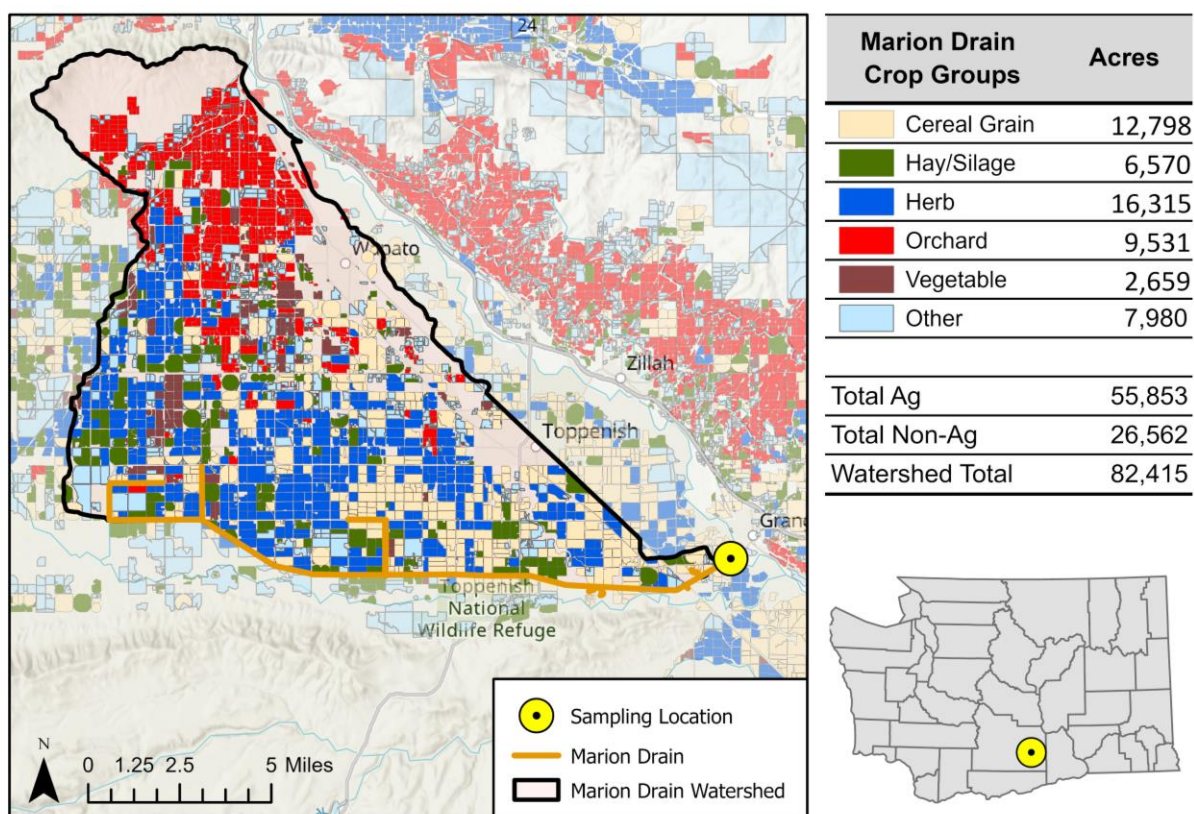 24
Wapato
Zillah
Toppenish
Toppenish
National
Wildlife Refuge
N
0 1.25 2.5 5 Miles
Sampling Location
Marion Drain
Marion Drain Watershed
Marion Drain
Crop Groups
Acres
Cereal Grain 12,798
Hay/Silage 6,570
Herb 16,315
Orchard 9,531
Vegetable 2,659
Other 7,980
Total Ag 55,853
Total Non-Ag 26,562
Watershed Total 82,415